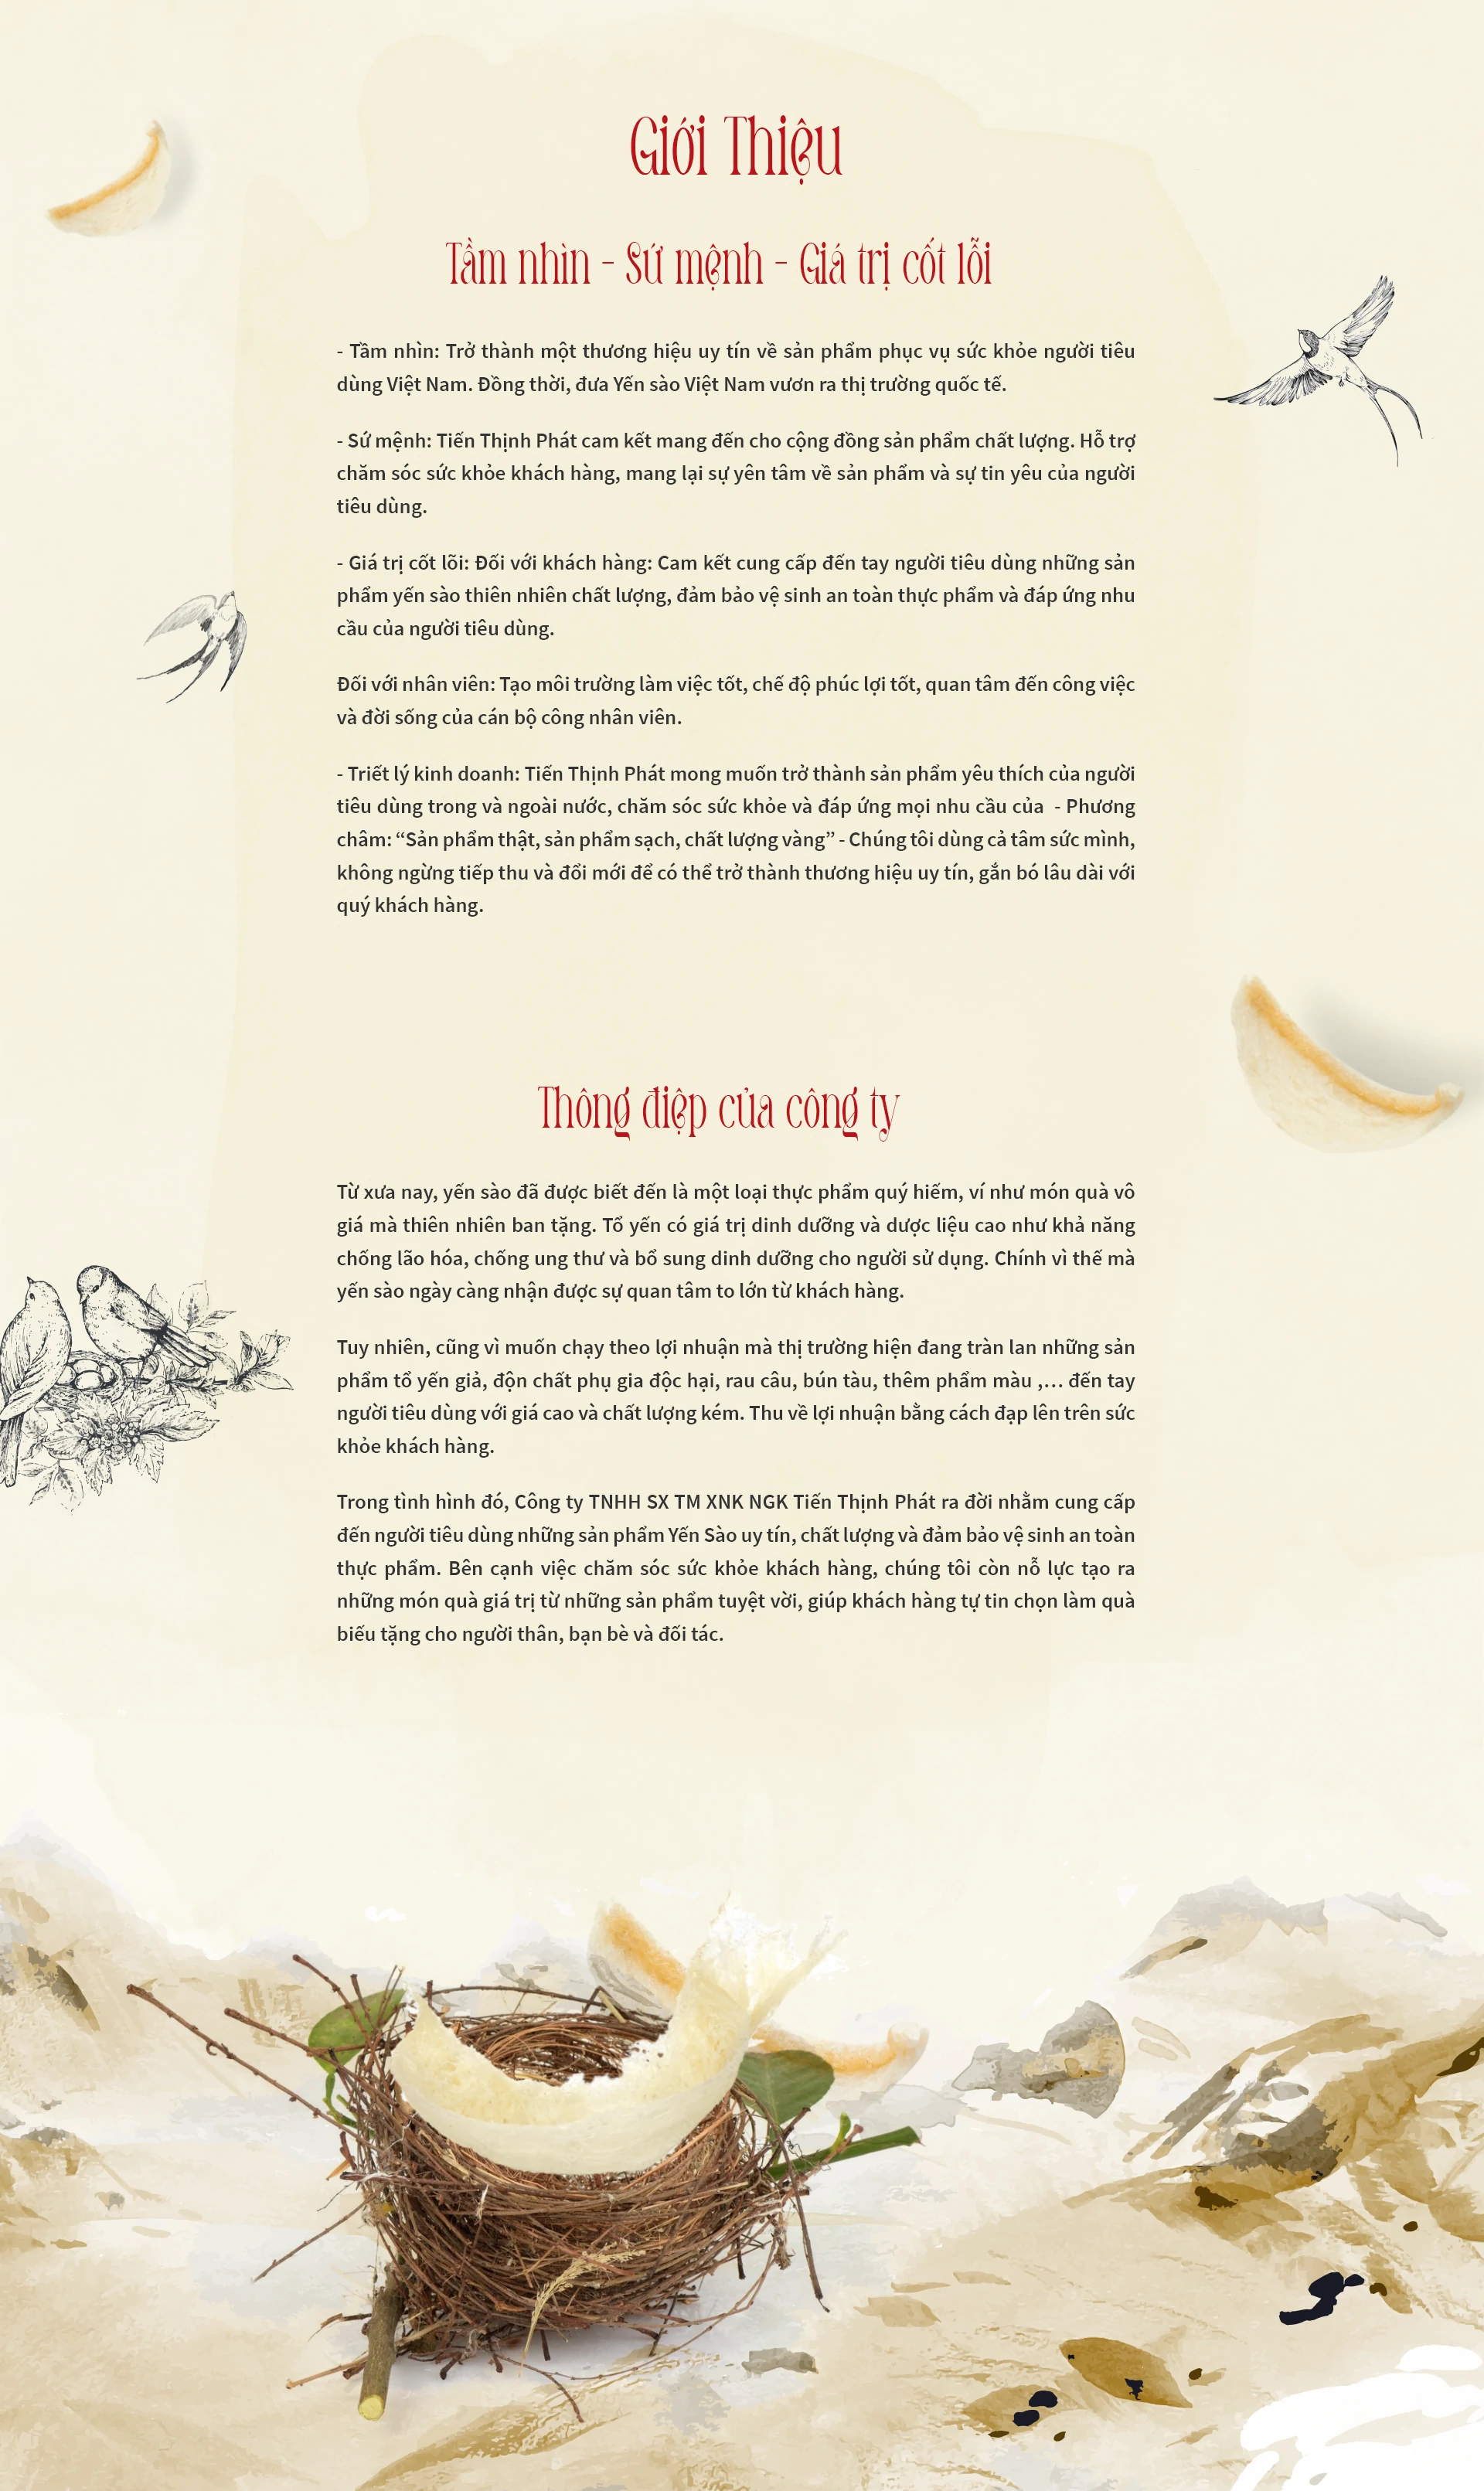 Giới Thiệu
Tầm nhìn - Sứ mệnh - Giá trị cốt lỗi
- Tầm nhìn: Trở thành một thương hiệu uy tín về sản phẩm phục vụ sức khỏe người tiêu
dùng Việt Nam. Đồng thời, đưa Yến sào Việt Nam vươn ra thị trường quốc tế.
- Sứ mệnh: Tiến Thịnh Phát cam kết mang đến cho cộng đồng sản phẩm chất lượng. Hỗ trợ
chăm sóc sức khỏe khách hàng, mang lại sự yên tâm về sản phẩm và sự tin yêu của người
tiêu dùng.
- Giá trị cốt lõi: Đối với khách hàng: Cam kết cung cấp đến tay người tiêu dùng những sản
phẩm yến sào thiên nhiên chất lượng, đảm bảo vệ sinh an toàn thực phẩm và đáp ứng nhu
cầu của người tiêu dùng.
Đối với nhân viên: Tạo môi trường làm việc tốt, chế độ phúc lợi tốt, quan tâm đến công việc
và đời sống của cán bộ công nhân viên.
- Triết lý kinh doanh: Tiến Thịnh Phát mong muốn trở thành sản phẩm yêu thích của người
tiêu dùng trong và ngoài nước, chăm sóc sức khỏe và đáp ứng mọi nhu cầu của - Phương
châm: “Sản phẩm thật, sản phẩm sạch, chất lượng vàng” - Chúng tôi dùng cả tâm sức mình,
không ngừng tiếp thu và đổi mới để có thể trở thành thương hiệu uy tín, gắn bó lâu dài với
quý khách hàng.
Thông điệp của công ty
Từ xưa nay, yến sào đã được biết đến là một loại thực phẩm quý hiếm, ví như món quà vô
giá mà thiên nhiên ban tặng. Tổ yến có giá trị dinh dưỡng và dược liệu cao như khả năng
chống lão hóa, chống ung thư và bổ sung dinh dưỡng cho người sử dụng. Chính vì thế mà
yến sào ngày càng nhận được sự quan tâm to lớn từ khách hàng.
Tuy nhiên, cũng vì muốn chạy theo lợi nhuận mà thị trường hiện đang tràn lan những sản
phẩm tổ yến giả, độn chất phụ gia độc hại, rau câu, bún tàu, thêm phẩm màu ,… đến tay
người tiêu dùng với giá cao và chất lượng kém. Thu về lợi nhuận bằng cách đạp lên trên sức
khỏe khách hàng.
Trong tình hình đó, Công ty TNHH SX TM XNK NGK Tiến Thịnh Phát ra đời nhằm cung cấp
đến người tiêu dùng những sản phẩm Yến Sào uy tín, chất lượng và đảm bảo vệ sinh an toàn
thực phẩm. Bên cạnh việc chăm sóc sức khỏe khách hàng, chúng tôi còn nỗ lực tạo ra
những món quà giá trị từ những sản phẩm tuyệt vời, giúp khách hàng tự tin chọn làm quà
biếu tặng cho người thân, bạn bè và đối tác.